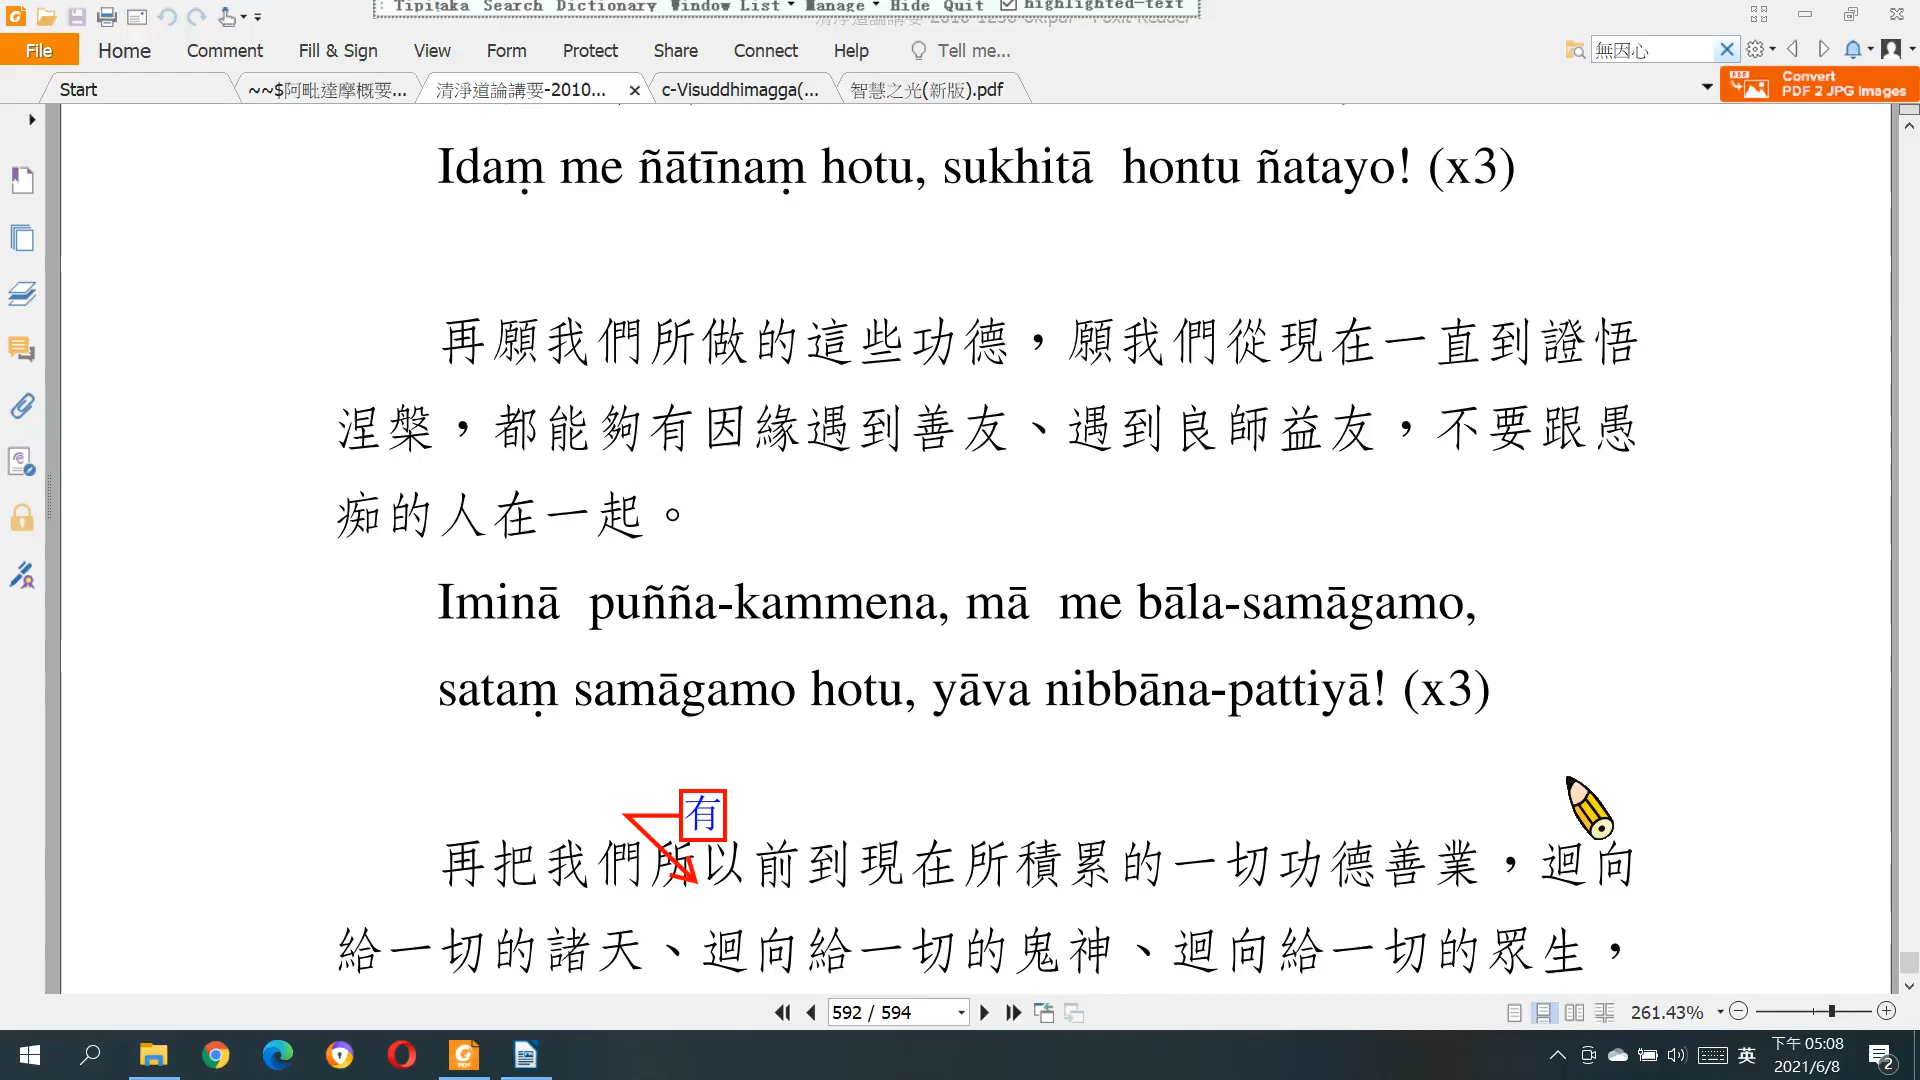 Tipiṭaka Search Dictionary Window List Manage Hide Quit highlighted-text
File Home Comment Fill & Sign View Form Protect Share Connect Help Tell me... 無因心
Start ~~$阿毗達摩概要... 清淨道論講要-2010... c-Visuddhimagga(... 智慧之光(新版).pdf
Convert
PDF 2 JPG Images
Idaṃ me ñātīnaṃ hotu, sukhitā hontu ñatayo! (x3)
再願我們所做的這些功德，願我們從現在一直到證悟
涅槃，都能夠有因緣遇到善友、遇到良師益友，不要跟愚
痴的人在一起。
Iminā puñña-kammena, mā me bāla-samāgamo,
sataṃ samāgamo hotu, yāva nibbāna-pattiyā! (x3)
有
再把我們所以前到現在所積累的一切功德善業，迴向
給一切的諸天、迴向給一切的鬼神、迴向給一切的眾生，
592 / 594
261.43%
英
下午 05:08
2021/6/8
2